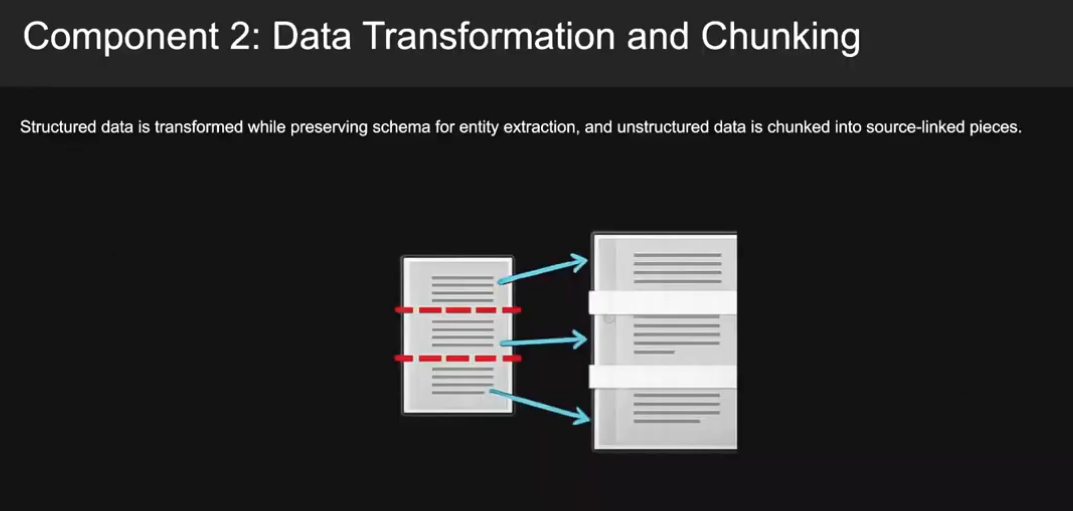 Component 2: Data Transformation and Chunking
Structured data is transformed while preserving schema for entity extraction, and unstructured data is chunked into source-linked pieces.